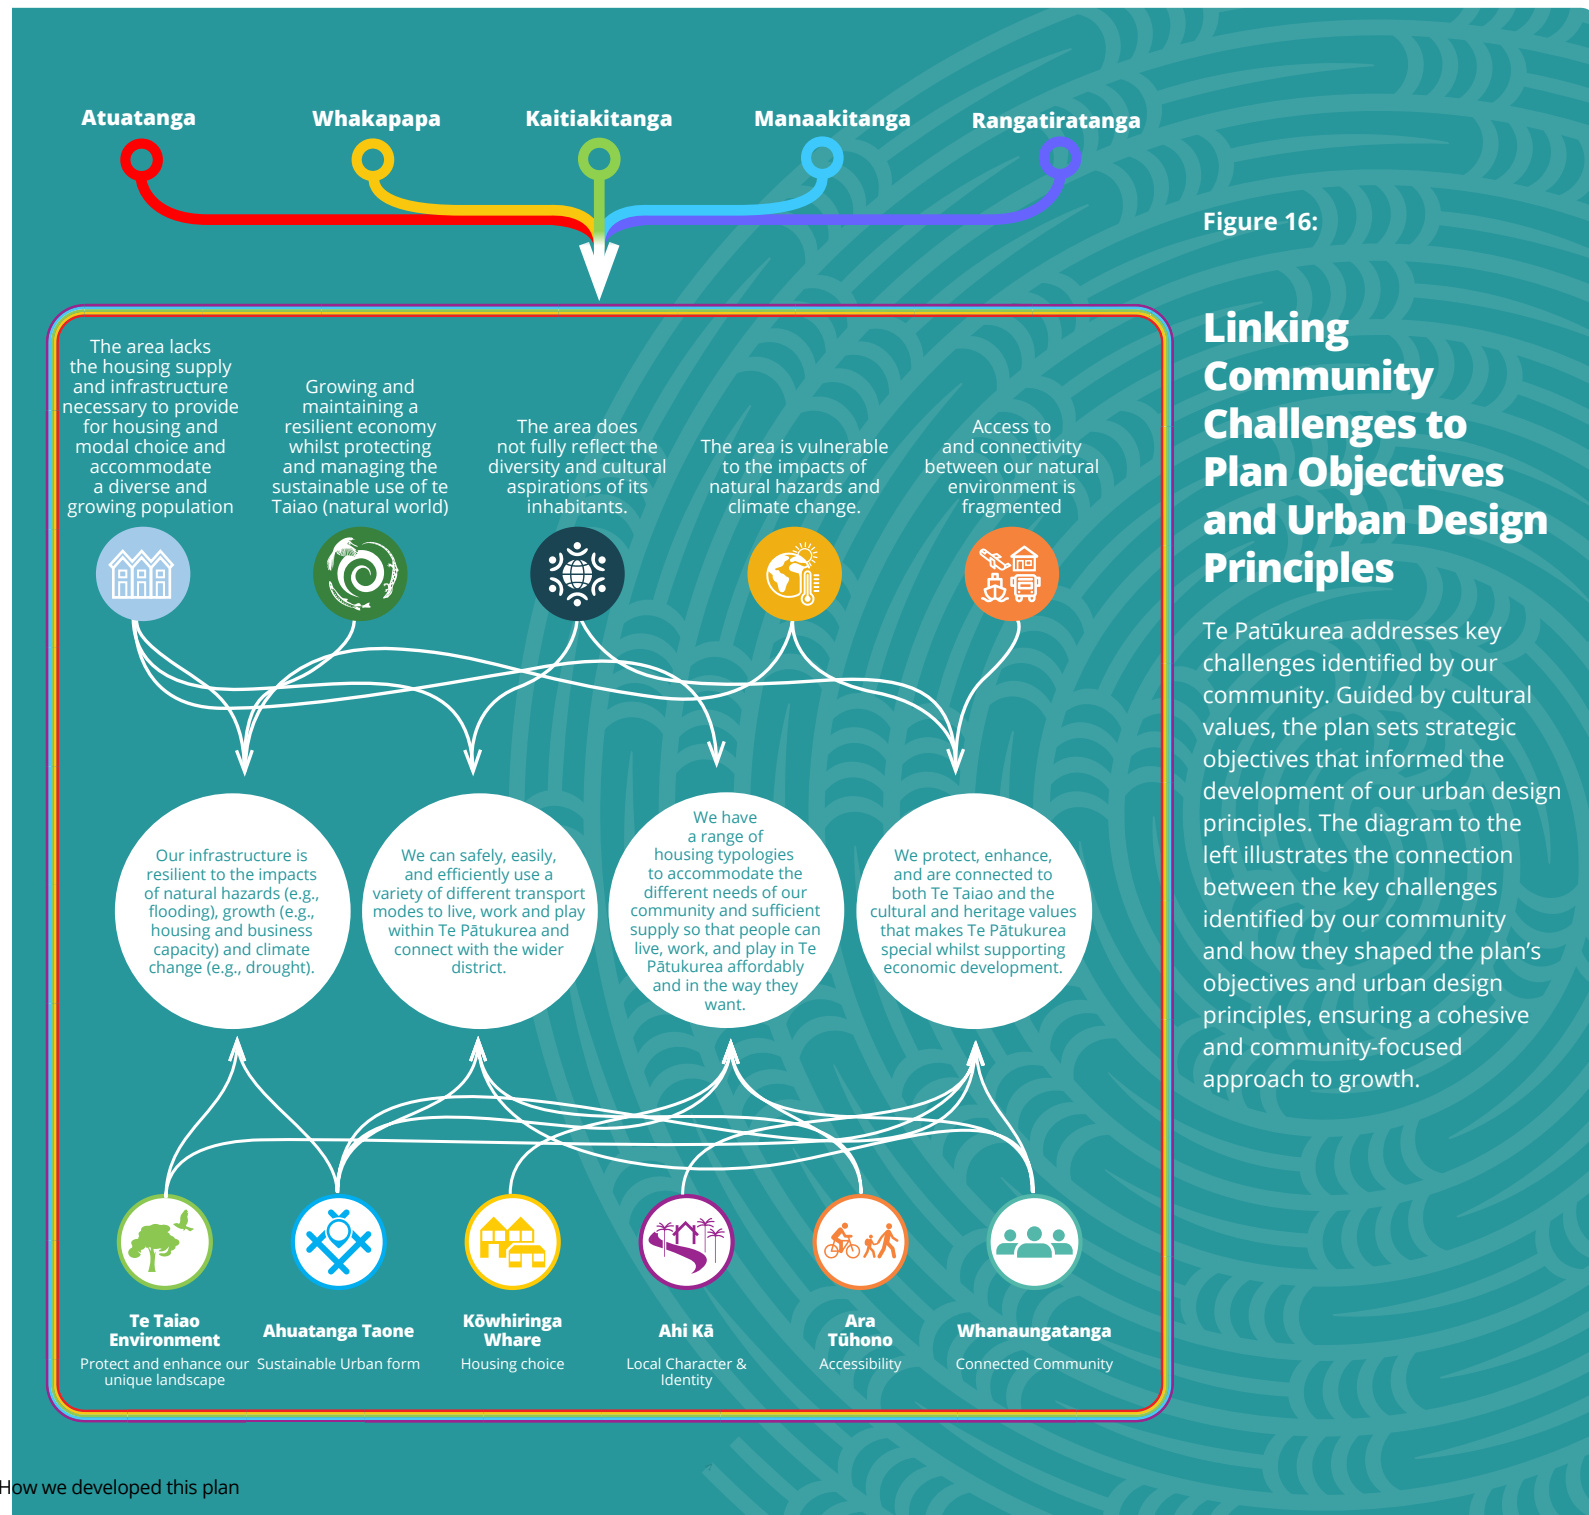 Atuatanga
Whakapapa
Kaitiakitanga
Manaakitanga
Rangatiratanga
The area lacks
the housing supply
and infrastructure
necessary to provide
for housing and
modal choice and
accommodate
a diverse and
growing population
Growing and
maintaining a
resilient economy
whilst protecting
and managing the
sustainable use of te
Taiao (natural world)
The area does
not fully reflect the
diversity and cultural
aspirations of its
inhabitants.
The area is vulnerable
to the impacts of
natural hazards and
climate change.
Access to
and connectivity
between our natural
environment is
fragmented
Our infrastructure is
resilient to the impacts
of natural hazards (e.g.,
flooding), growth (e.g.,
housing and business
capacity) and climate
change (e.g., drought).
We can safely, easily,
and efficiently use a
variety of different transport
modes to live, work and play
within Te Pātukurea and
connect with the wider
district.
We have
a range of
housing typologies
to accommodate the
different needs of our
community and sufficient
supply so that people can
live, work, and play in Te
Pātukurea affordably
and in the way they
want.
We protect, enhance,
and are connected to
both Te Taiao and the
cultural and heritage values
that makes Te Pātukurea
special whilst supporting
economic development.
Te Taiao
Environment
Protect and enhance our
unique landscape
Ahuatanga Taone
Sustainable Urban form
Kōwhiringa
Whare
Housing choice
Ahi Kā
Local Character &
Identity
Ara
Tūhono
Accessibility
Whanaungatanga
Connected Community
Figure 16:
Linking
Community
Challenges to
Plan Objectives
and Urban Design
Principles
Te Patūkurea addresses key
challenges identified by our
community. Guided by cultural
values, the plan sets strategic
objectives that informed the
development of our urban design
principles. The diagram to the
left illustrates the connection
between the key challenges
identified by our community
and how they shaped the plan’s
objectives and urban design
principles, ensuring a cohesive
and community-focused
approach to growth.
How we developed this plan